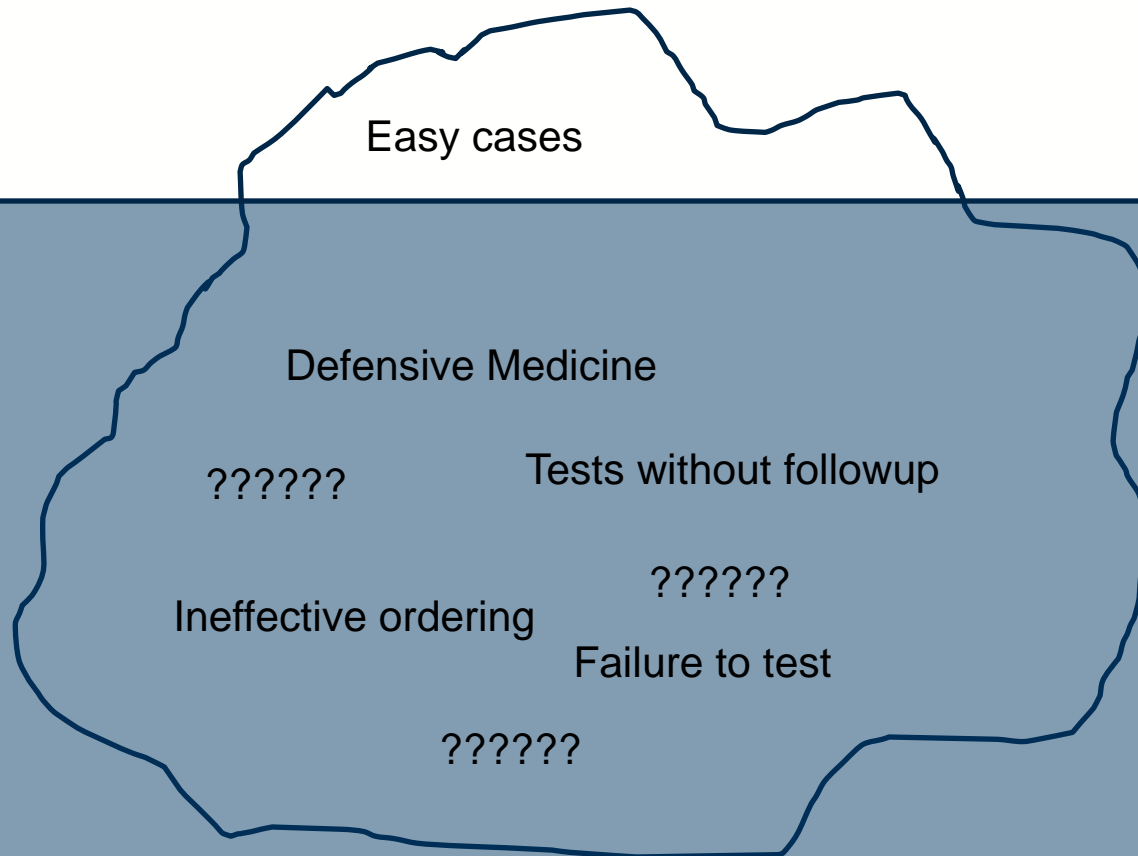 Easy cases
Defensive Medicine
Tests without followup
??????
??????
Ineffective ordering
Failure to test
??????